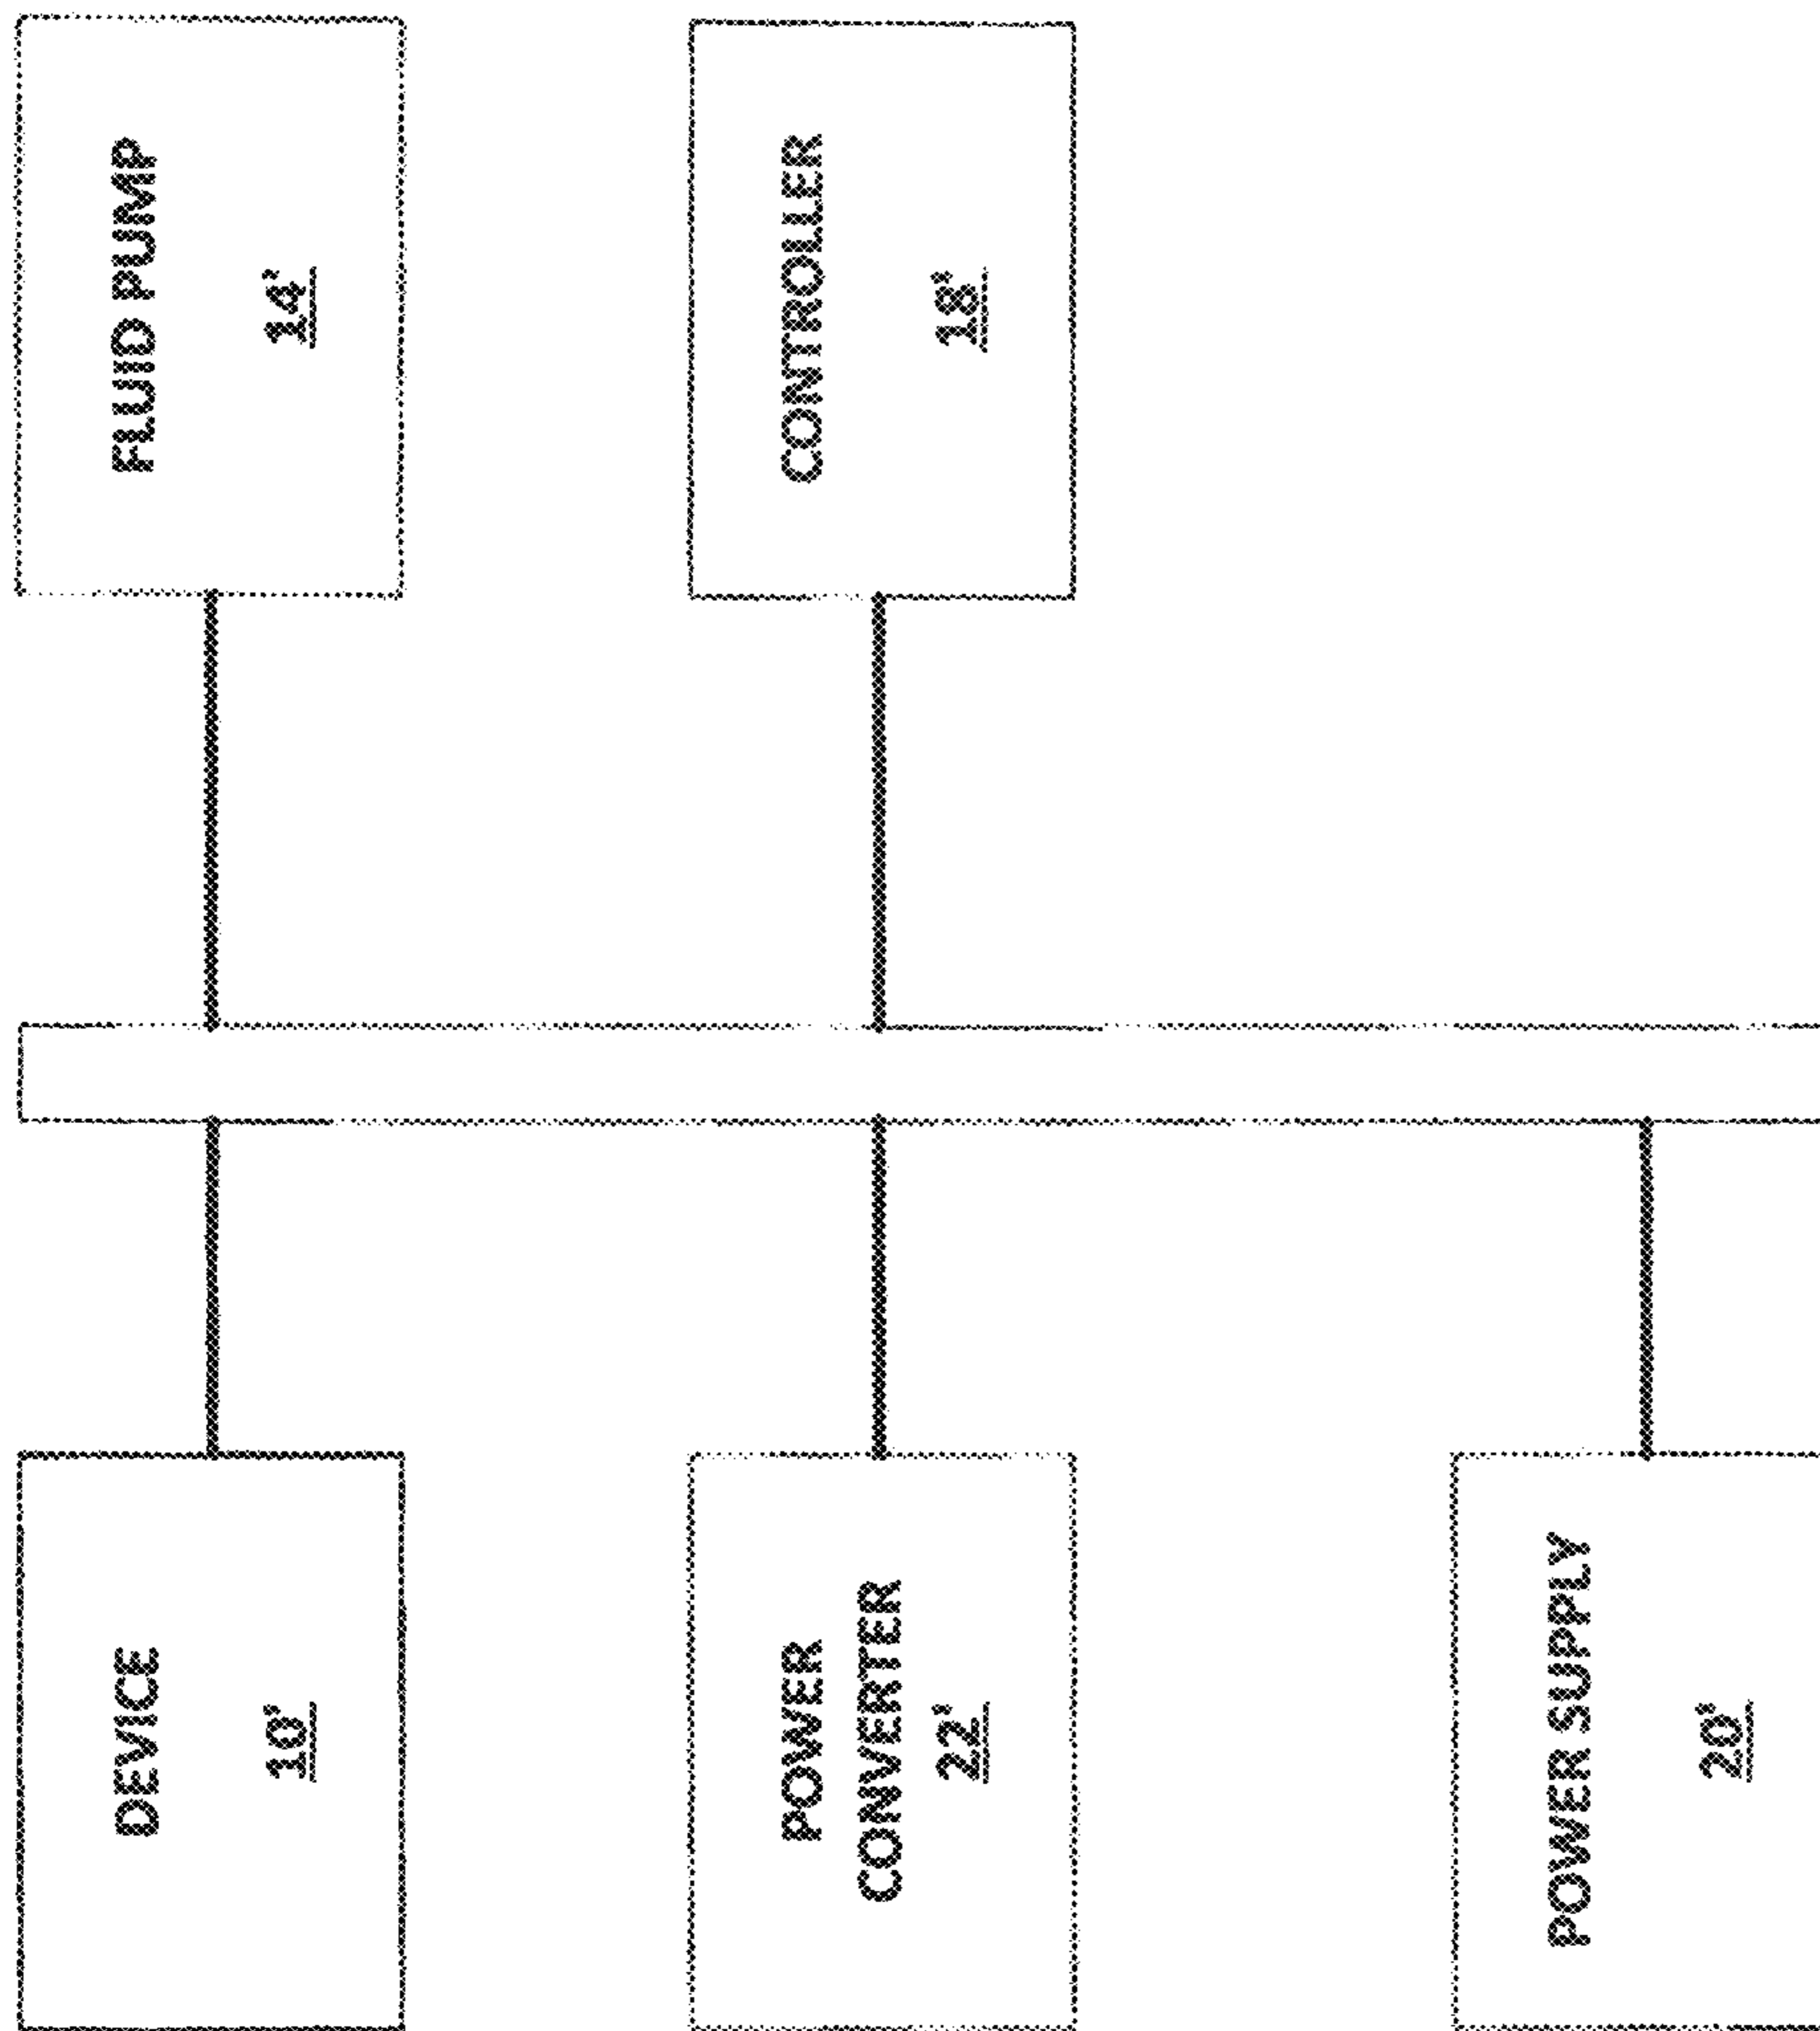 DEVICE
10'
FLUID PUMP
14'
POWER
CONVERTER
22'
CONTROLLER
18'
POWER SUPPLY
20'